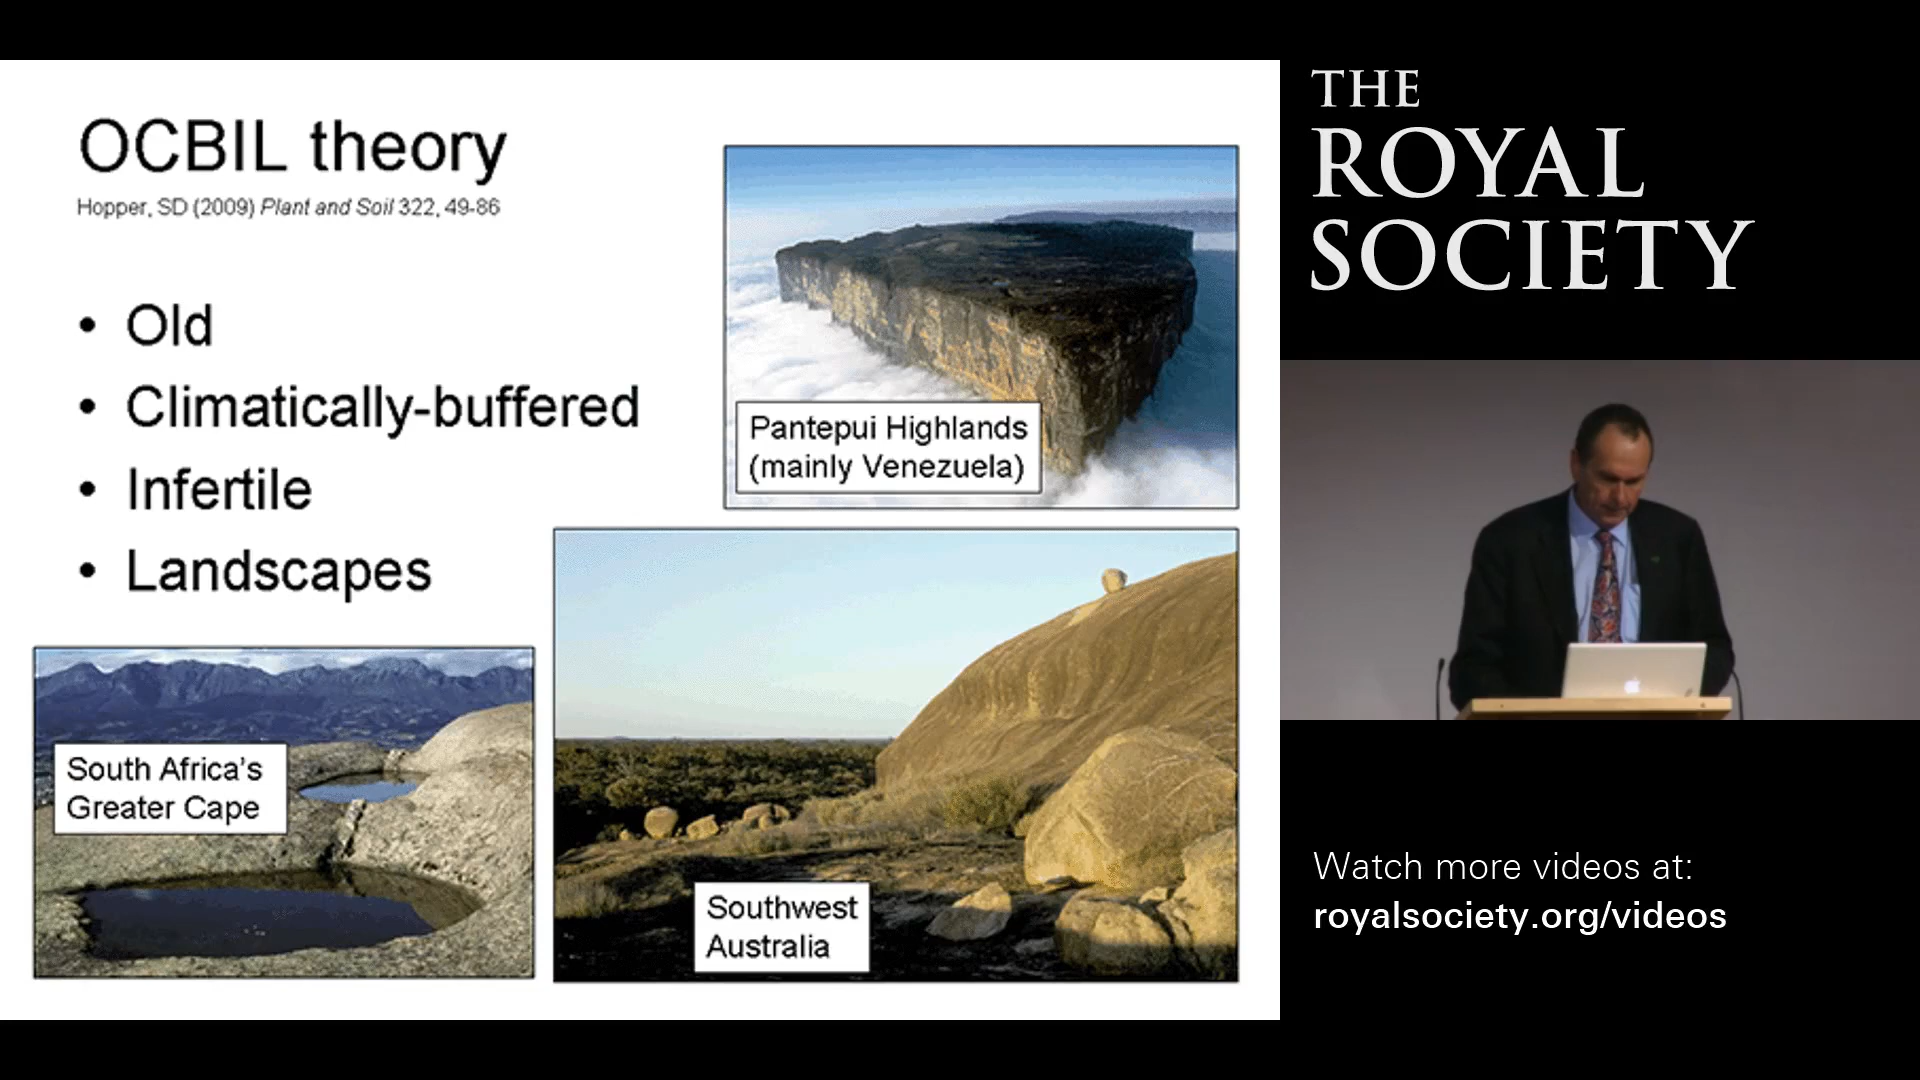 OCBIL theory
Hopper, SD (2009) Plant and Soil 322, 49-86
• Old
• Climatically-buffered
• Infertile
• Landscapes
Pantepui Highlands
(mainly Venezuela)
South Africa's
Greater Cape
Southwest
Australia
THE
ROYAL
SOCIETY
Watch more videos at:
royalsociety.org/videos